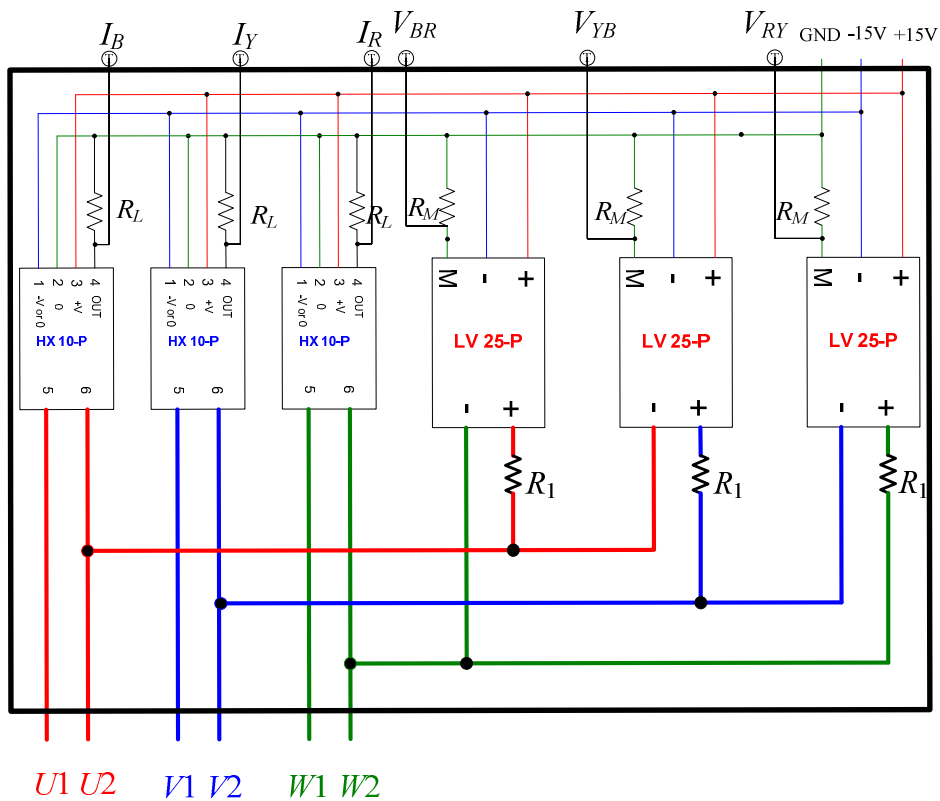 I_B I_Y I_R V_BR V_YB V_RY GND -15V +15V
T T T T T T
R_L R_L R_L R_M R_M R_M
1 2 3 4 1 2 3 4 1 2 3 4
-V or 0 0 +V OUT -V or 0 0 +V OUT -V or 0 0 +V OUT
M - + M - + M - +
HX 10-P HX 10-P HX 10-P LV 25-P LV 25-P LV 25-P
5 6 5 6 5 6
- + - + - +
R1 R1 R1
U1 U2 V1 V2 W1 W2